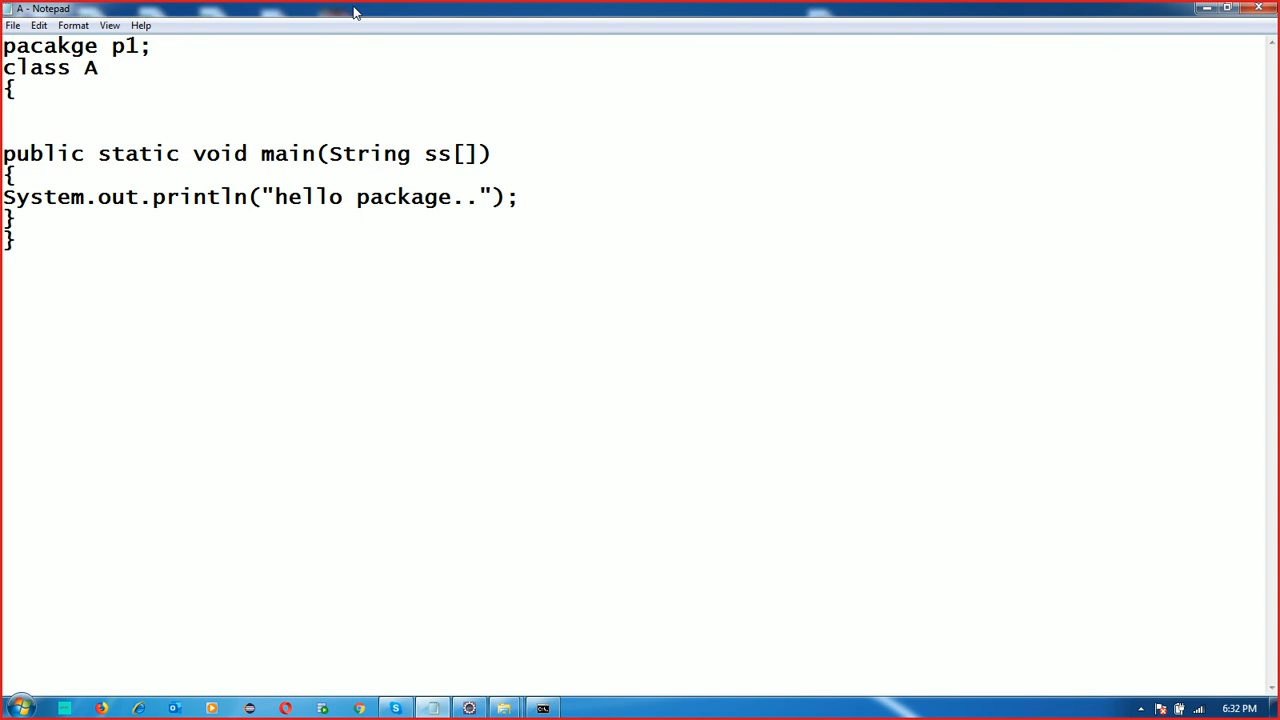 A - Notepad
File Edit Format View Help
pacakge p1;
class A
{
public static void main(String ss[])
{
System.out.println("hello package..");
}
}
6:32 PM